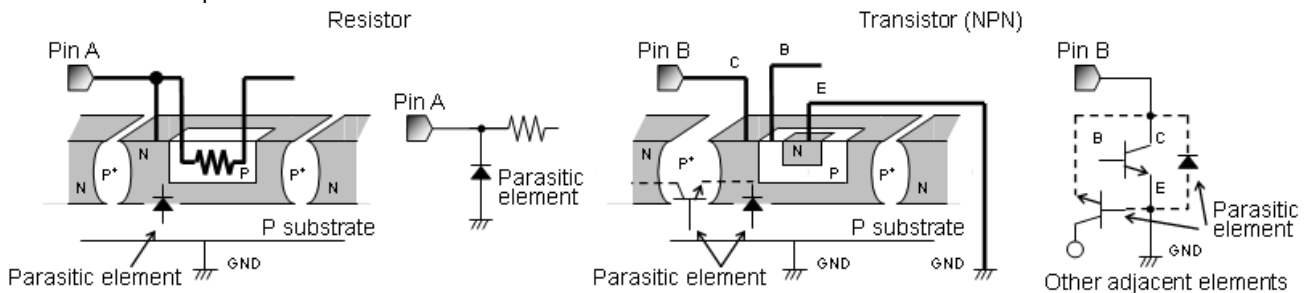 Resistor
Transistor (NPN)
Pin A
Pin B
C
B
E
Pin B
Pin A
N
P+
N
P
P+
N
Parasitic element
P substrate
GND
Parasitic element
N
P+
N
N
P
P+
N
P substrate
GND
GND
Parasitic element
B
C
E
Parasitic element
Other adjacent elements